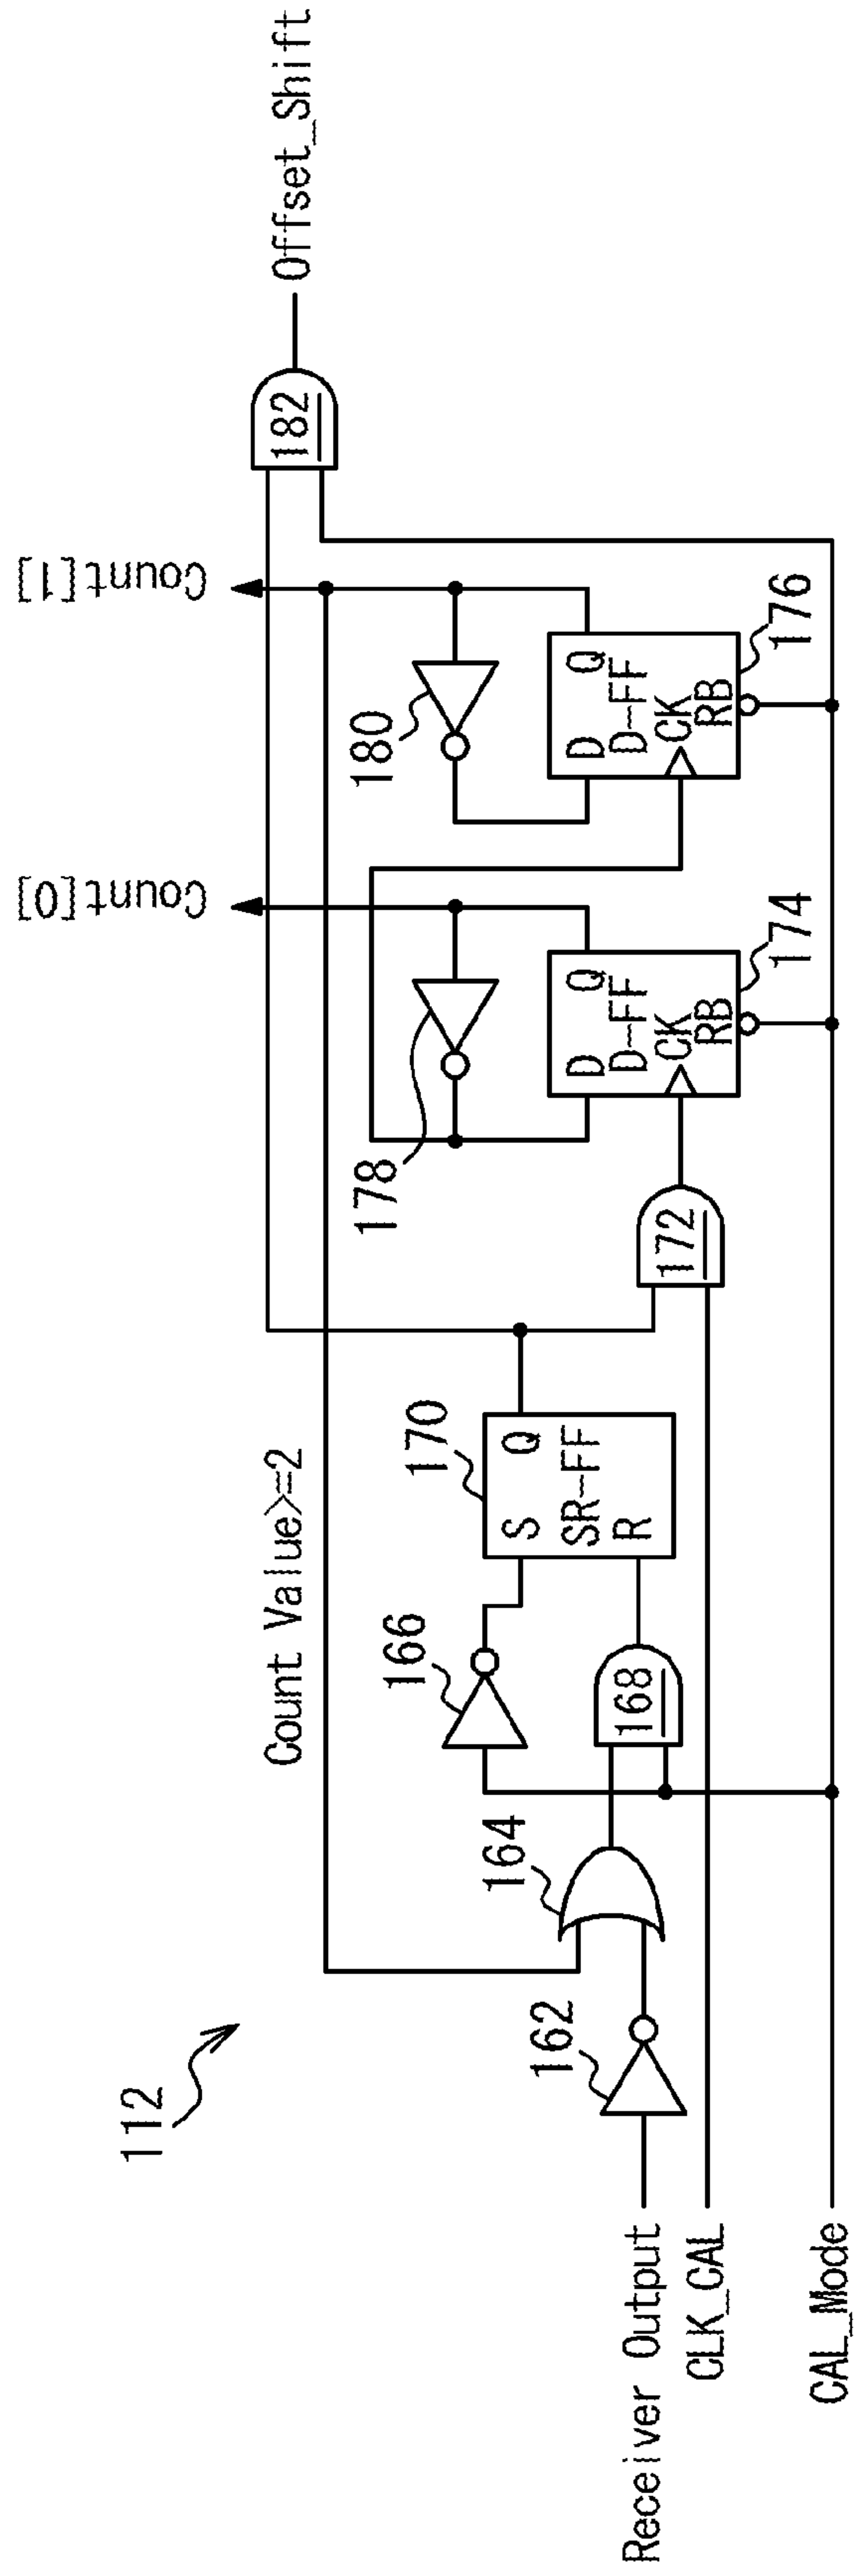 112
Receiver Output
CLK_CAL
CAL_Mode
162
164
166
168
Count Value>=2
170
S Q
SR-FF
R
172
178
174
D Q
D-FF
CK
RB
Count[0]
180
176
D Q
D-FF
CK
RB
Count[1]
182
Offset_Shift